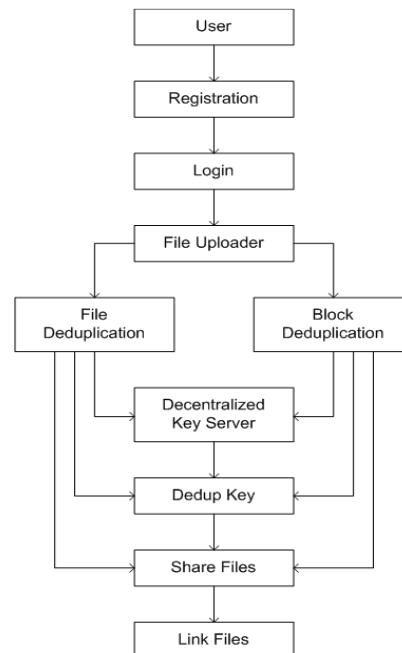 User
Registration
Login
File Uploader
File
Deduplication
Block
Deduplication
Decentralized
Key Server
Dedup Key
Share Files
Link Files